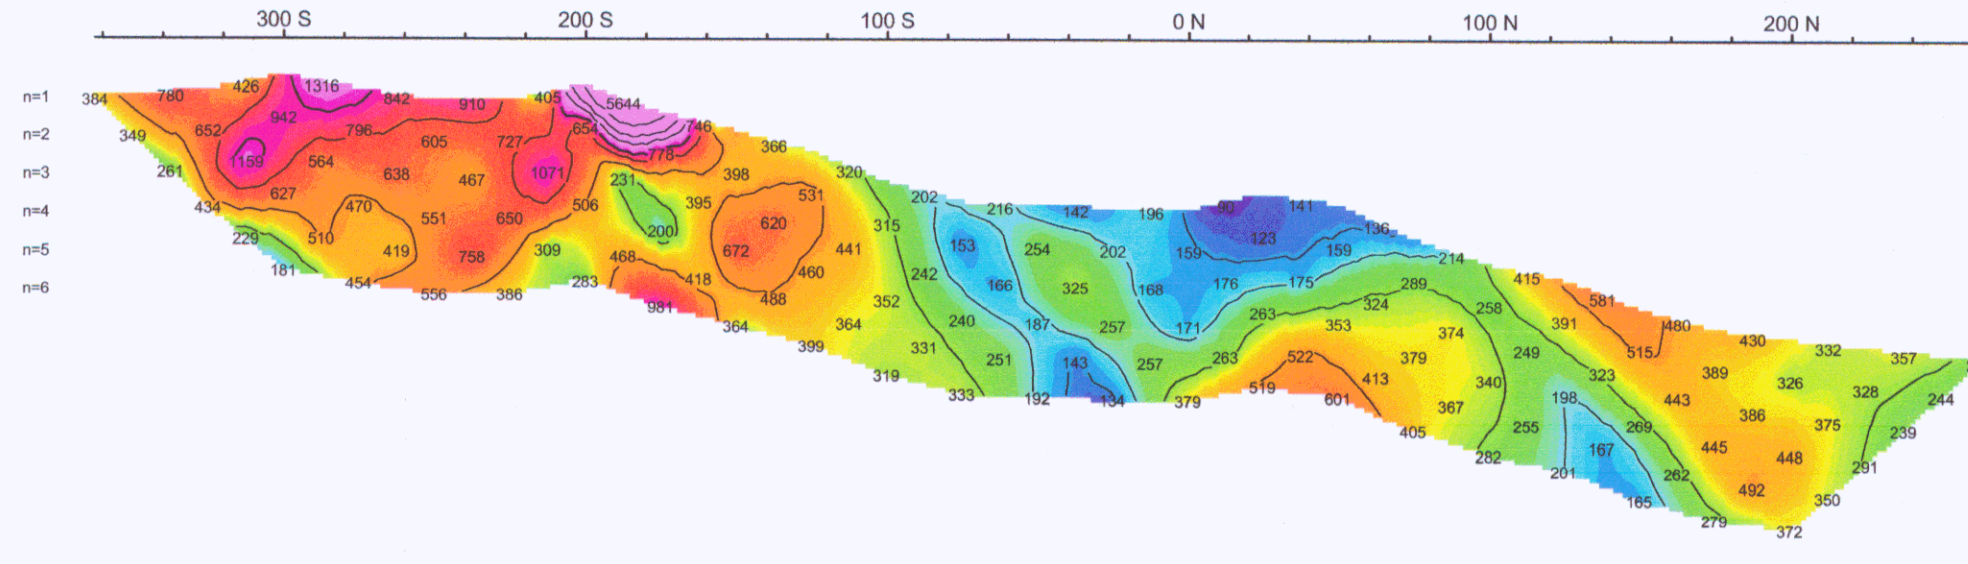 300 S 200 S 100 S 0 N 100 N 200 N
n=1 384 780 426 1316 842 910 405 5644
n=2 349 652 942 796 605 727 654 746 366
n=3 261 1159 564 638 467 1071 231 778 398 320
n=4 434 627 470 551 650 506 395 531 202 216 142 196 90 141
n=5 229 510 419 758 309 200 672 620 441 315 153 254 202 159 123 159 136
n=6 181 454 556 386 283 468 418 460 242 166 325 168 176 175 289 214 415
981 488 352 240 187 257 171 263 324 258 581
364 399 364 331 251 143 257 263 353 374 249 391 480 430 332 357
319 333 192 134 379 519 522 413 379 340 323 515 389 326 328 244
601 367 198 443 386 375 239
405 282 255 269 445 448 291
201 167 262 492 350
165 279 372